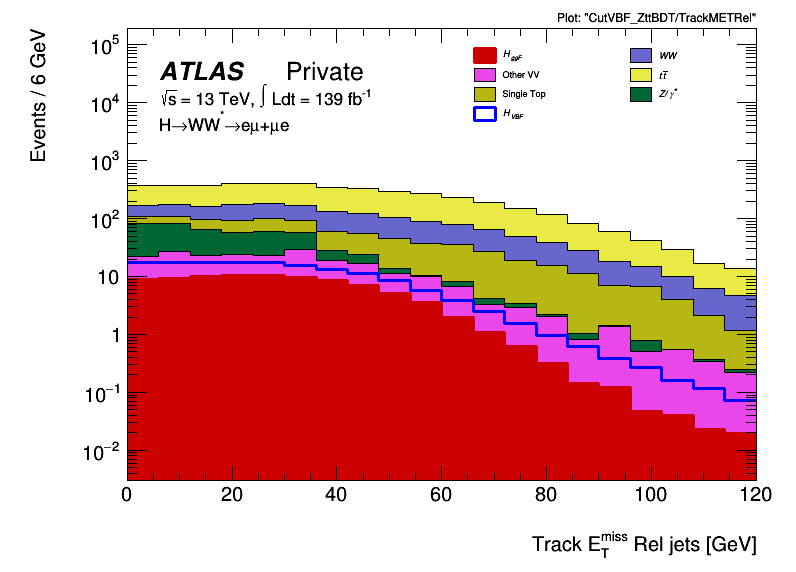 Plot: "CutVBF_ZttBDT/TrackMETRel"
Events / 6 GeV
ATLAS Private
√s = 13 TeV, ∫ Ldt = 139 fb⁻¹
H→WW*→eμ+μe
H_ggF WW
Other VV tt̅
Single Top Z/γ*
H_VBF
10⁵
10⁴
10³
10²
10
1
10⁻¹
10⁻²
0 20 40 60 80 100 120
Track E_T^miss Rel jets [GeV]